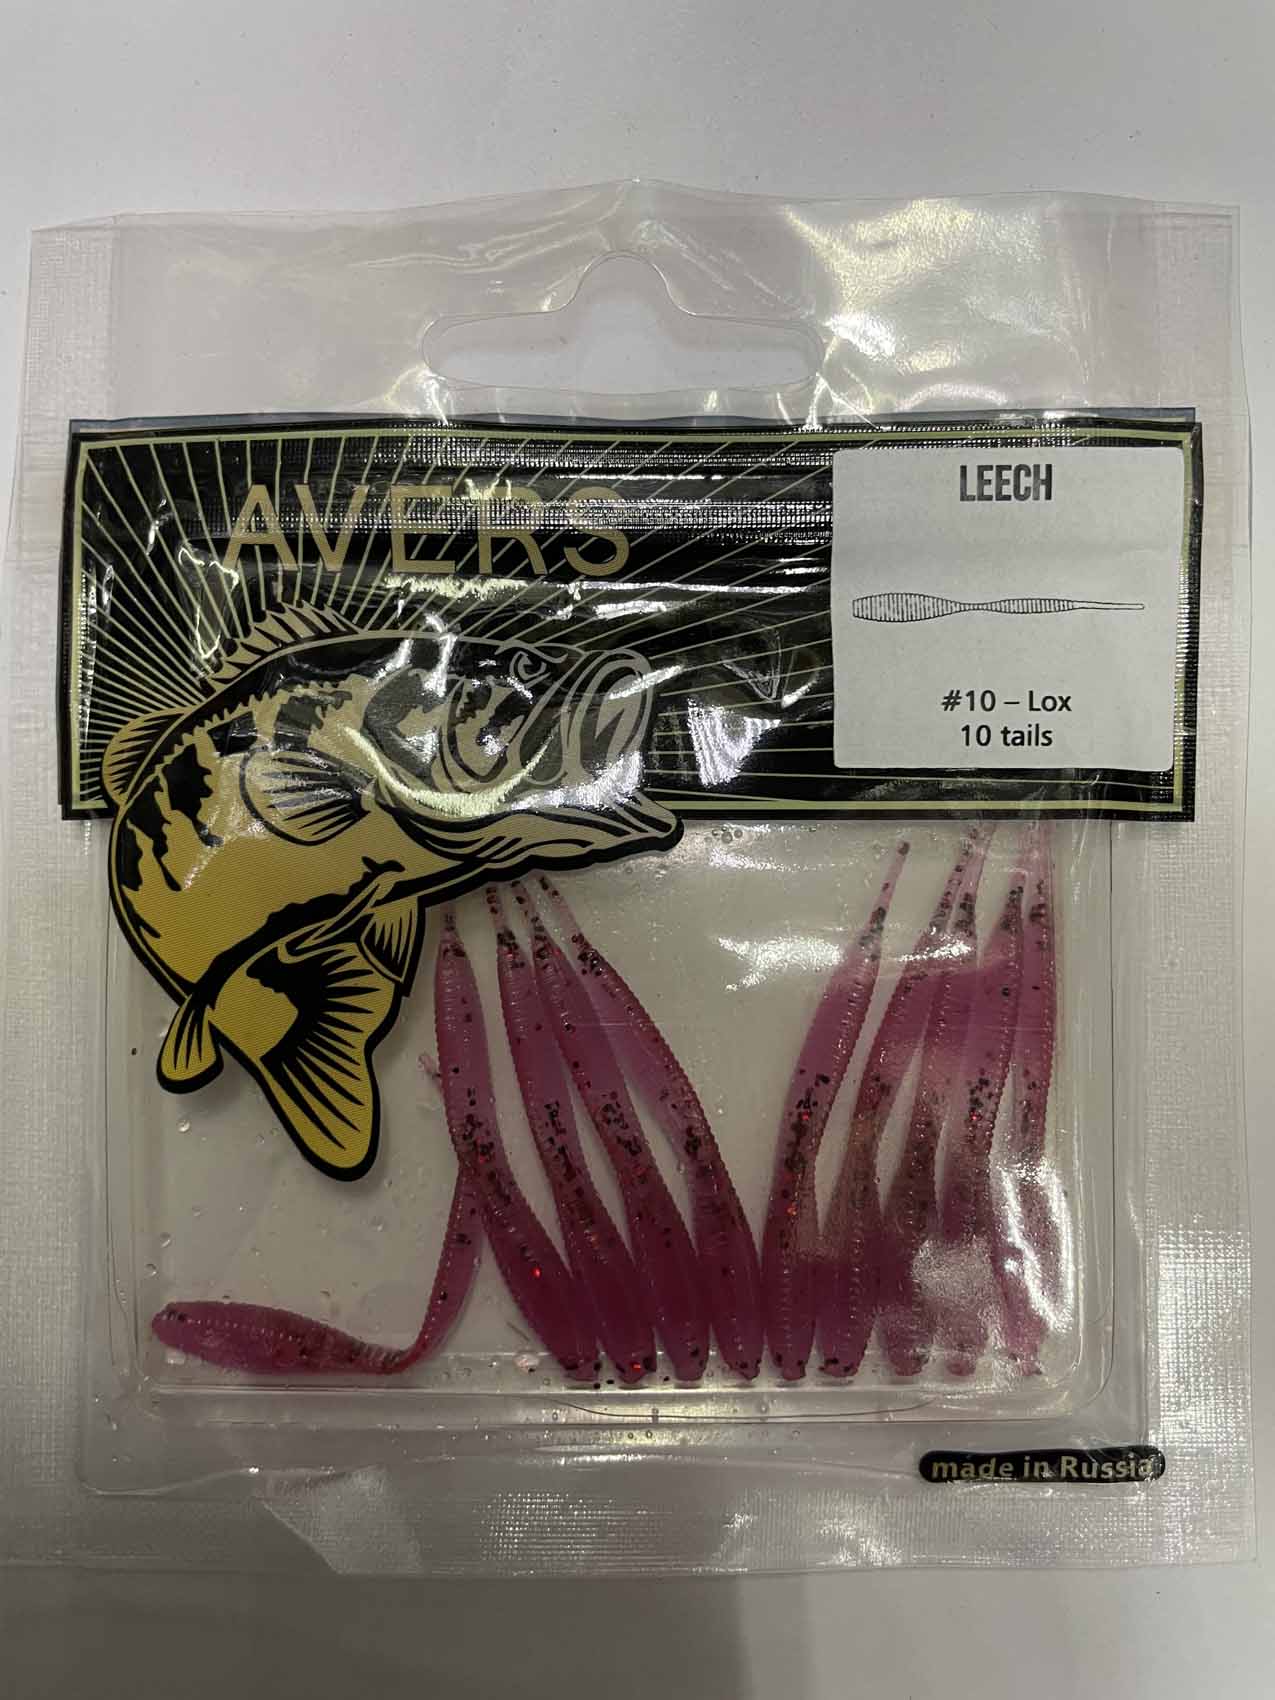 AVERS
LEECH
#10 – Lox
10 tails
made in Russia